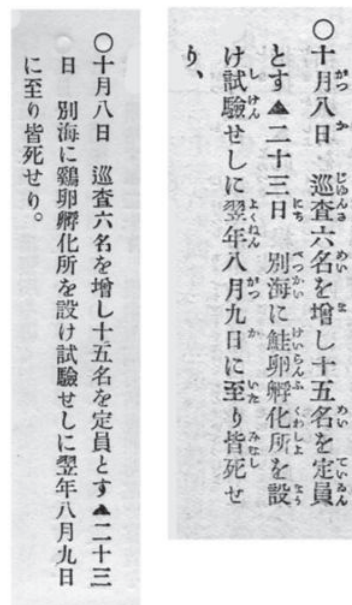 ○十月八日　巡査六名を增し十五名を定員
とす▲二十三日　別海に鮭卵孵化所を設
け試驗せしに翌年八月九日に至り皆死せ
り、
○十月八日　巡査六名を增し十五名を定員とす▲二十三
日　別海に鷄卵孵化所を設け試驗せしに翌年八月九日
に至り皆死せり。